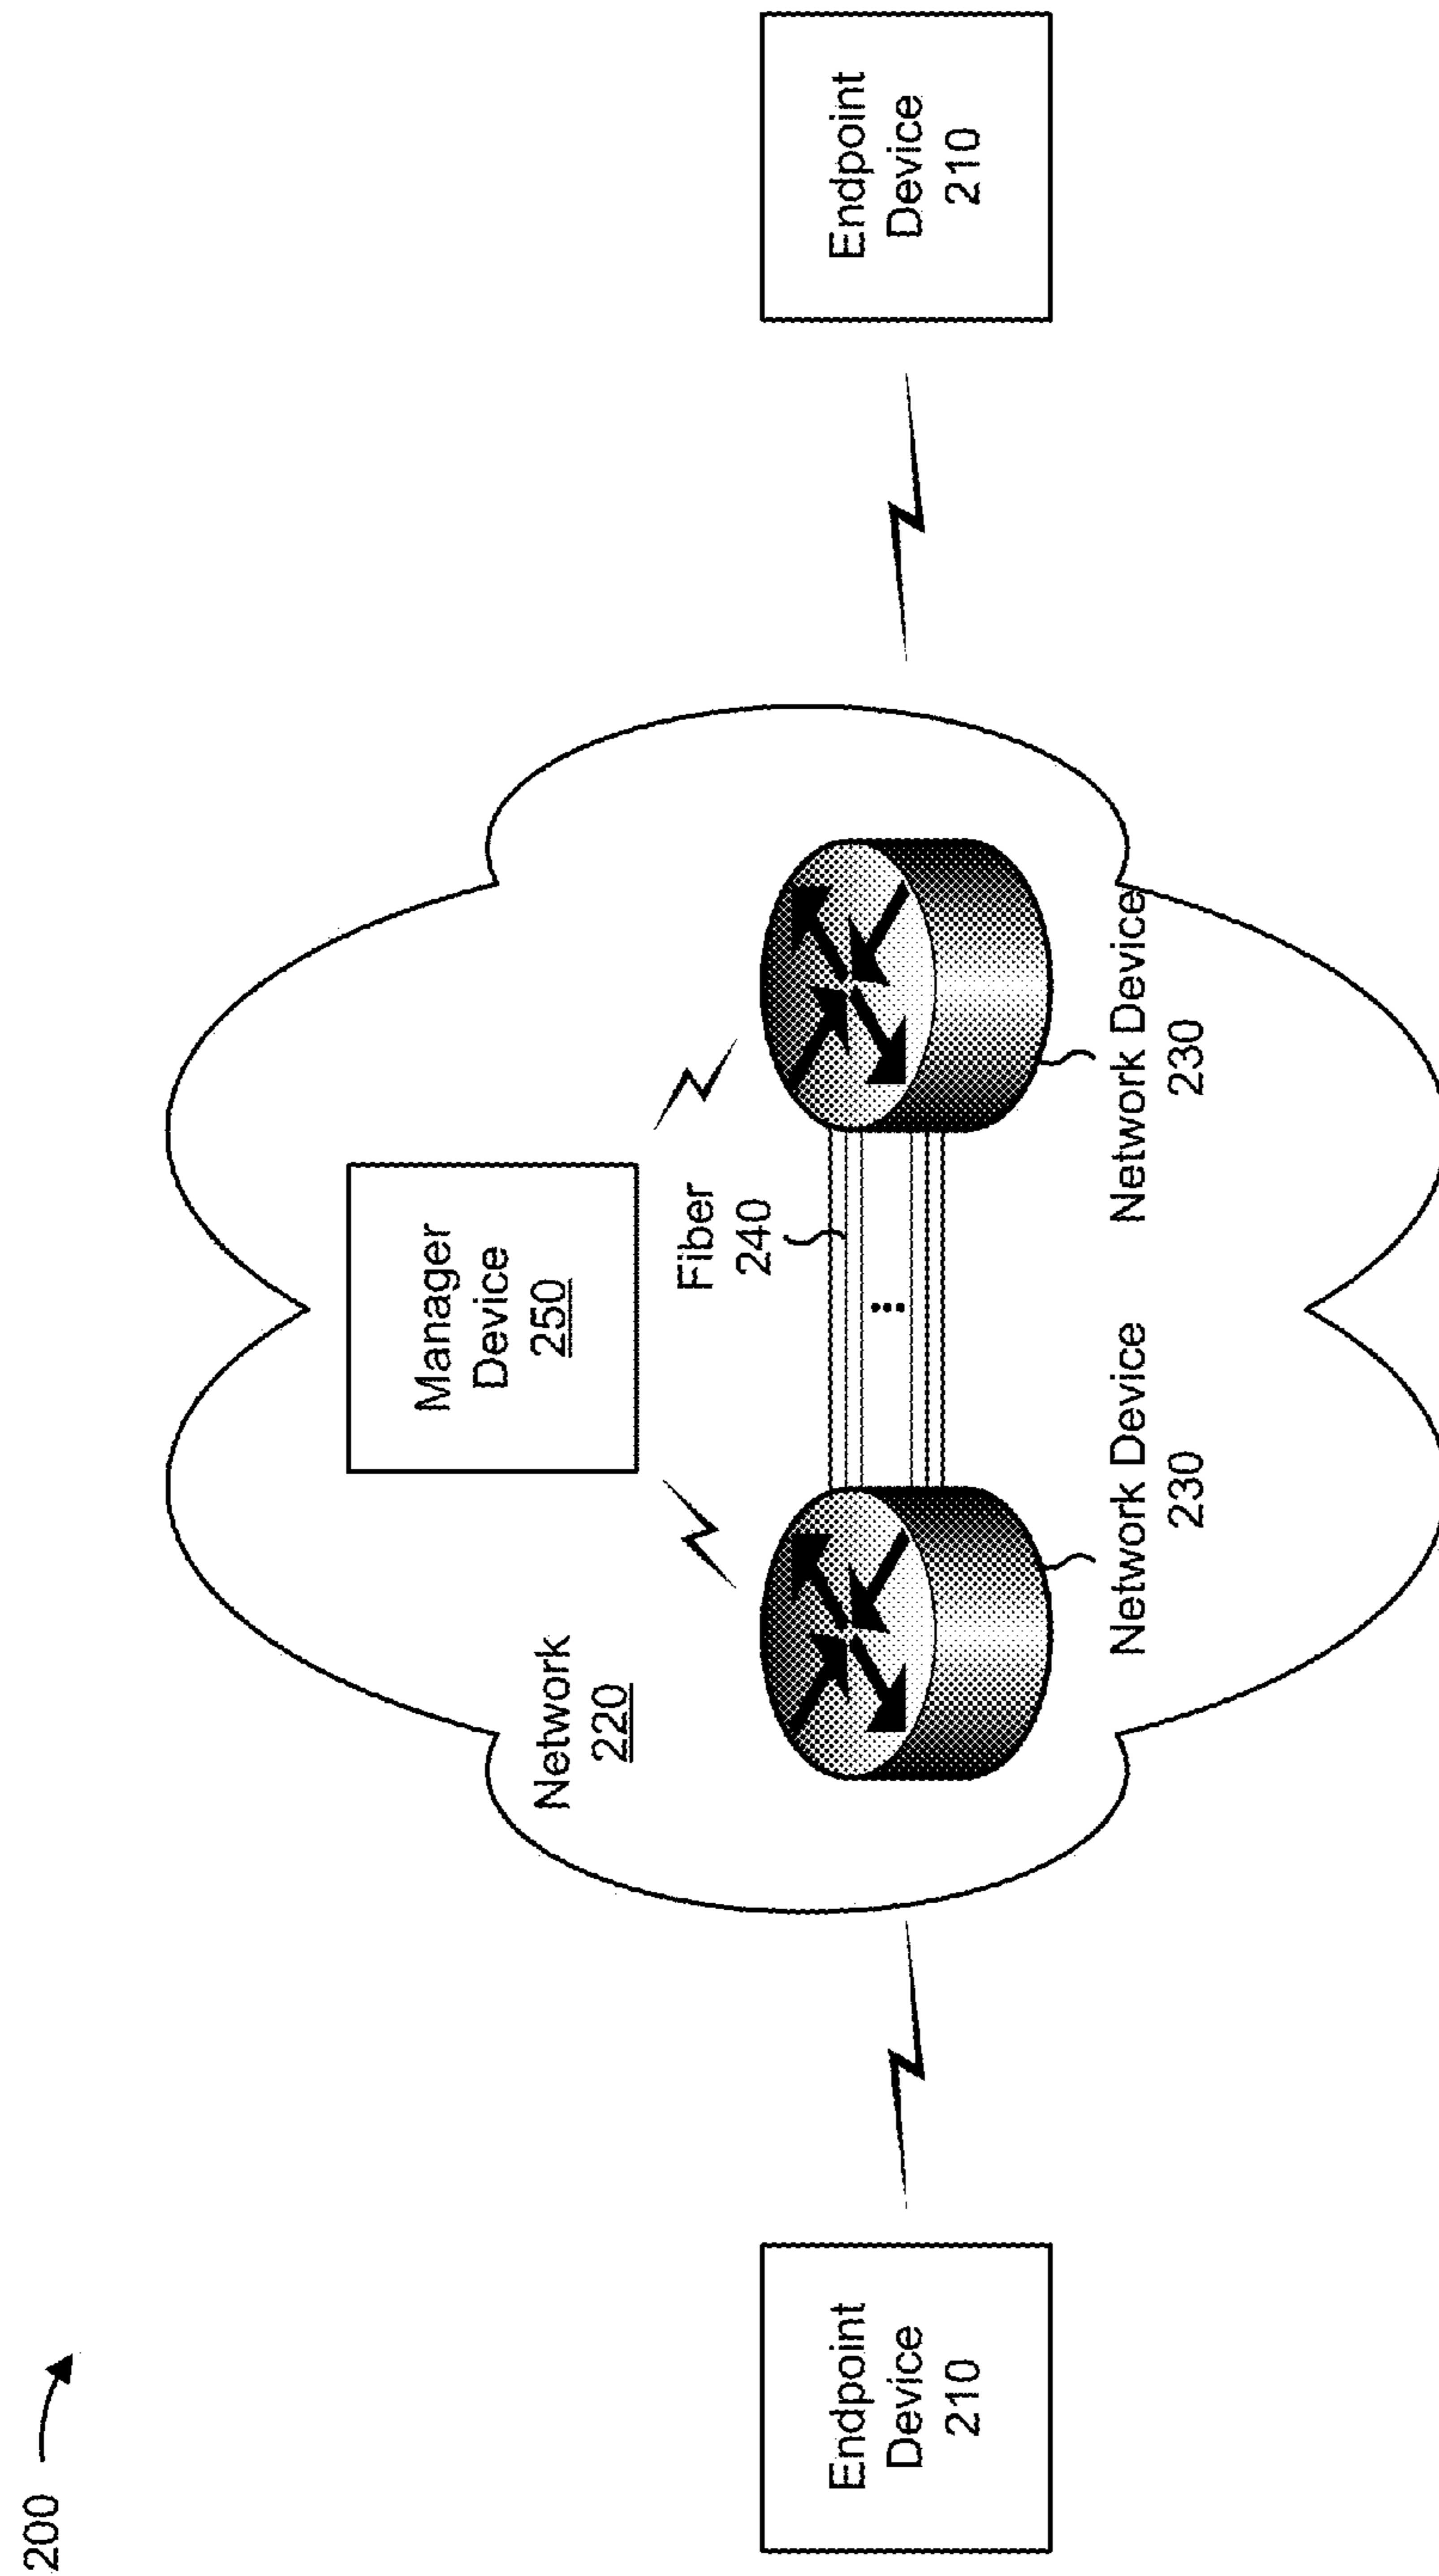 200
Network
220
Manager
Device
250
Fiber
240
...
Endpoint
Device
210
Network Device
230
Network Device
230
Endpoint
Device
210